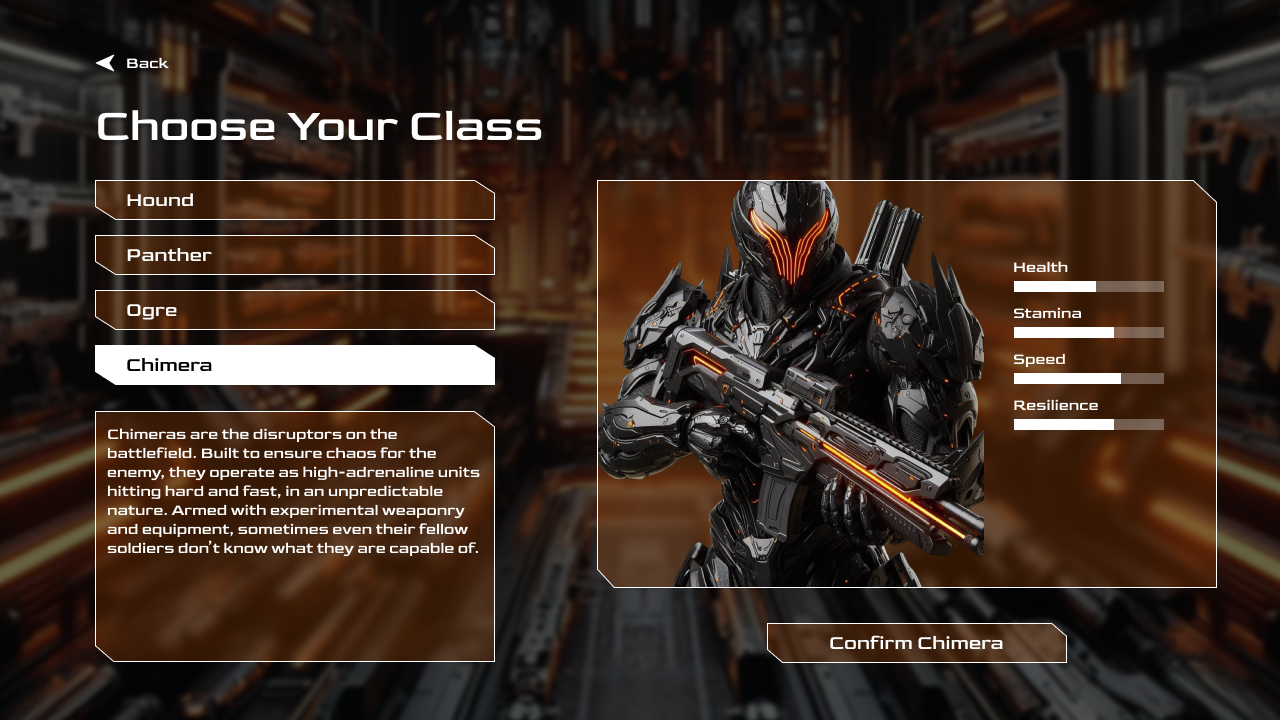 Back
Choose Your Class
Hound
Panther
Ogre
Chimera
Chimeras are the disruptors on the
battlefield. Built to ensure chaos for the
enemy, they operate as high-adrenaline units
hitting hard and fast, in an unpredictable
nature. Armed with experimental weaponry
and equipment, sometimes even their fellow
soldiers don't know what they are capable of.
Health
Stamina
Speed
Resilience
Confirm Chimera